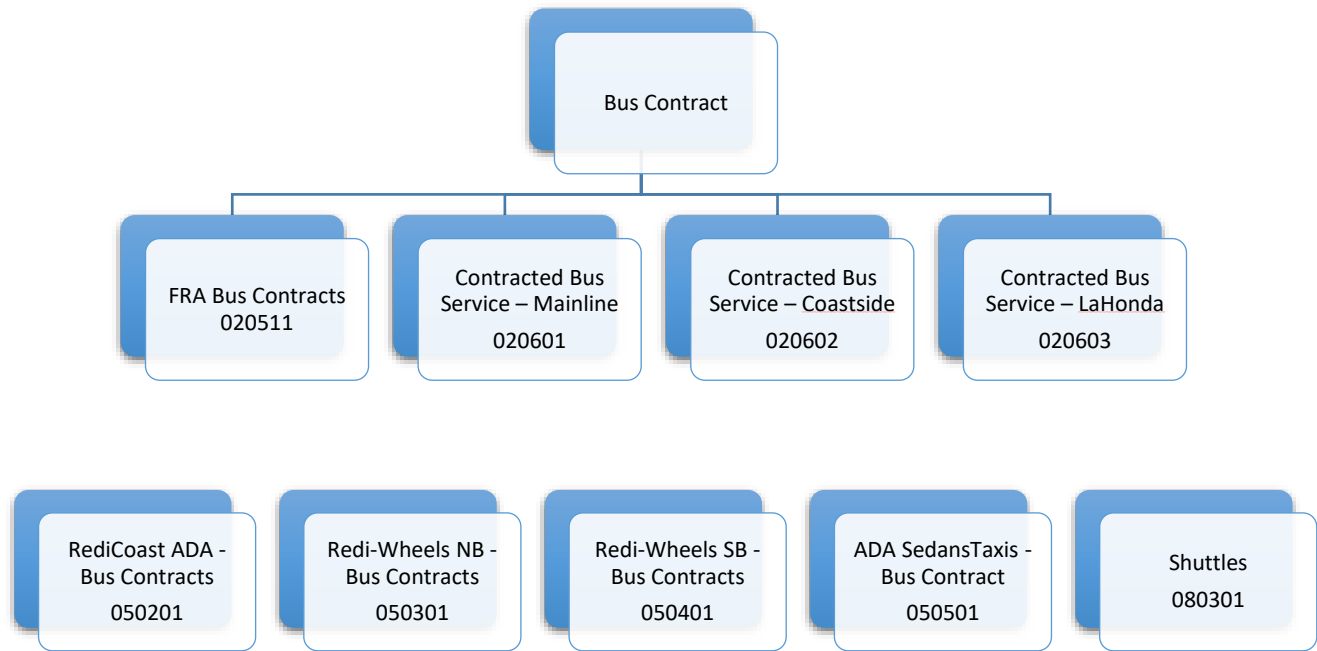 Bus Contract
FRA Bus Contracts
020511
Contracted Bus
Service – Mainline
020601
Contracted Bus
Service – Coastside
020602
Contracted Bus
Service – LaHonda
020603
RediCoast ADA -
Bus Contracts
050201
Redi-Wheels NB -
Bus Contracts
050301
Redi-Wheels SB -
Bus Contracts
050401
ADA SedansTaxis -
Bus Contract
050501
Shuttles
080301